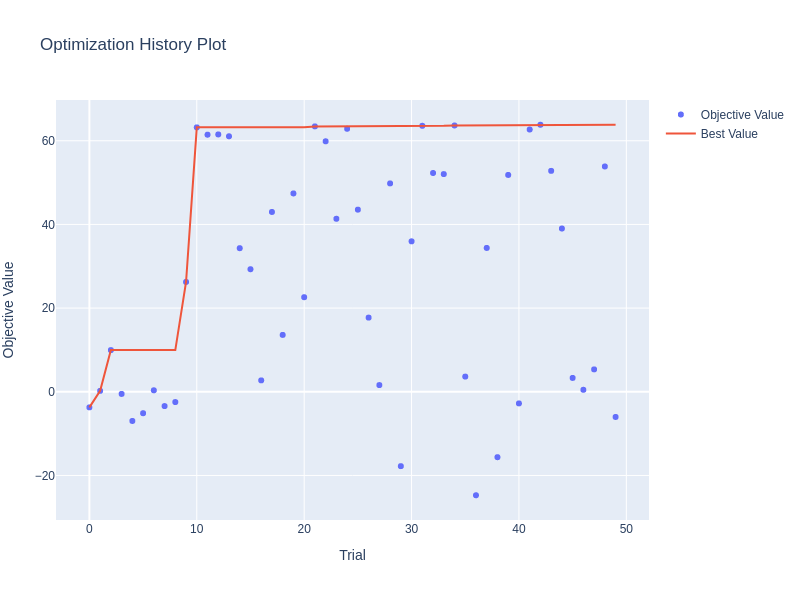 Optimization History Plot
Objective Value
Best Value
60
40
20
0
−20
0
10
20
30
40
50
Trial
Objective Value